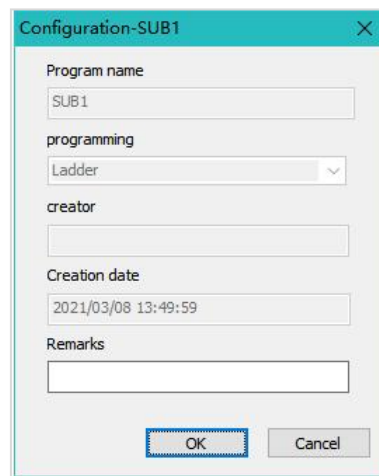 Configuration-SUB1
Program name
SUB1
programming
Ladder
creator
Creation date
2021/03/08 13:49:59
Remarks
OK Cancel